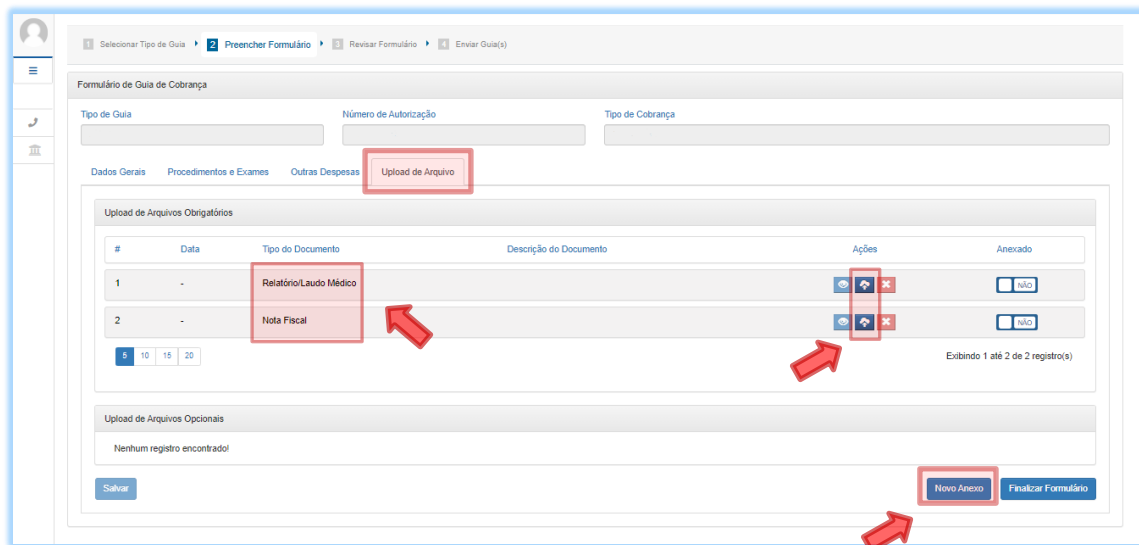 1 Selecionar Tipo de Guia 2 Preencher Formulário 3 Revisar Formulário 4 Enviar Guia(s)
Formulário de Guia de Cobrança
Tipo de Guia Número de Autorização Tipo de Cobrança
Dados Gerais Procedimentos e Exames Outras Despesas Upload de Arquivo
Upload de Arquivos Obrigatórios
# Data Tipo do Documento Descrição do Documento Ações Anexado
1 - Relatório/Laudo Médico NÃO
2 - Nota Fiscal NÃO
5 10 15 20 Exibindo 1 até 2 de 2 registro(s)
Upload de Arquivos Opcionais
Nenhum registro encontrado!
Salvar Novo Anexo Finalizar Formulário